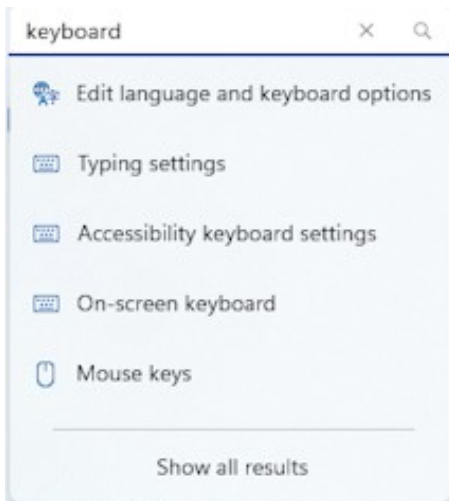 keyboard
Edit language and keyboard options
Typing settings
Accessibility keyboard settings
On-screen keyboard
Mouse keys
Show all results